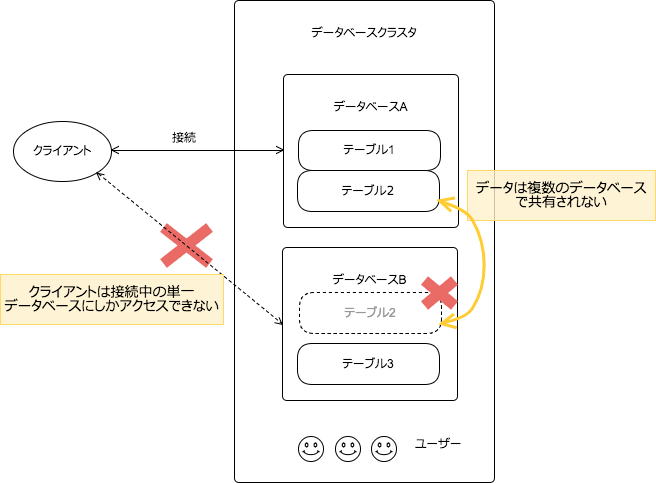 データベースクラスタ
データベースA
接続
クライアント
テーブル1
テーブル2
データは複数のデータベース
で共有されない
データベースB
クライアントは接続中の単一
データベースにしかアクセスできない
テーブル2
テーブル3
ユーザー